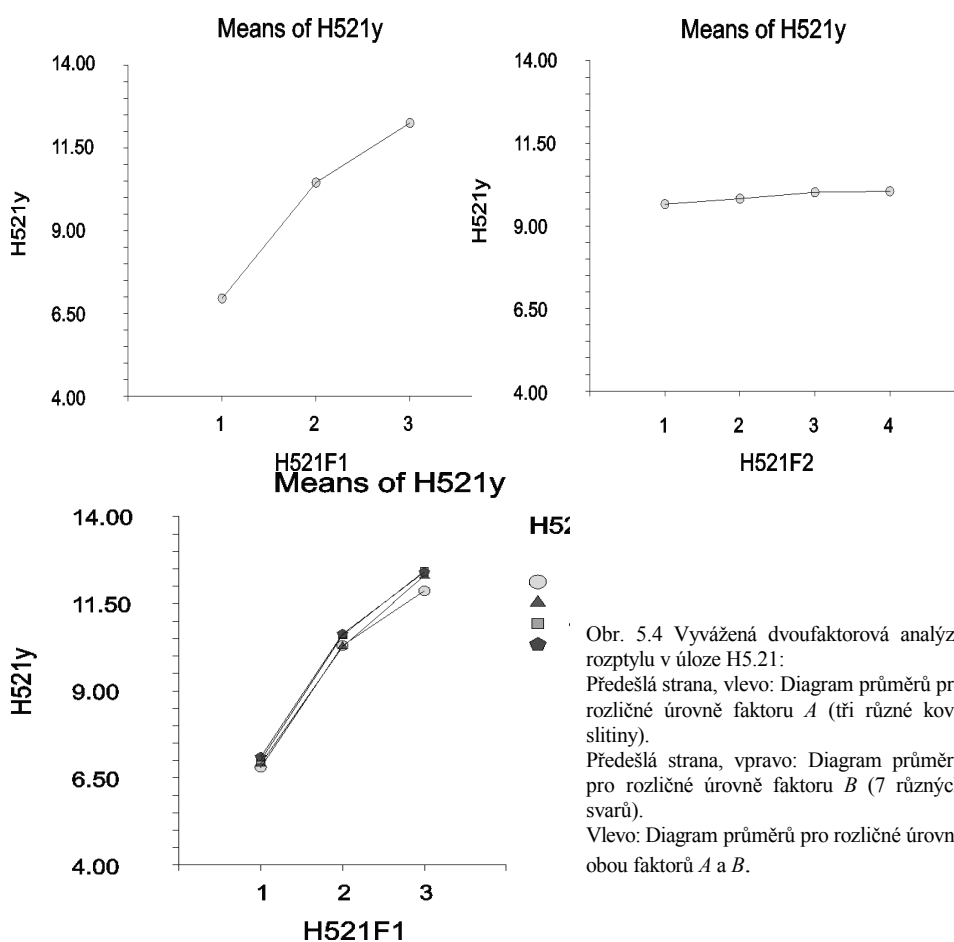 Means of H521y
14.00
11.50
9.00
6.50
4.00
H521y
1 2 3
H521F1
Means of H521y
14.00
11.50
9.00
6.50
4.00
H521y
1 2 3 4
H521F2
Means of H521y
14.00
11.50
9.00
6.50
4.00
H521y
1 2 3
H521F1
H52
Obr. 5.4 Vyvážená dvoufaktorová analýz
rozptylu v úloze H5.21:
Předešlá strana, vlevo: Diagram průměrů pr
rozličné úrovně faktoru A (tři různé kov
slitiny).
Předešlá strana, vpravo: Diagram průměr
pro rozličné úrovně faktoru B (7 různýc
svarů).
Vlevo: Diagram průměrů pro rozličné úrovn
obou faktorů A a B.